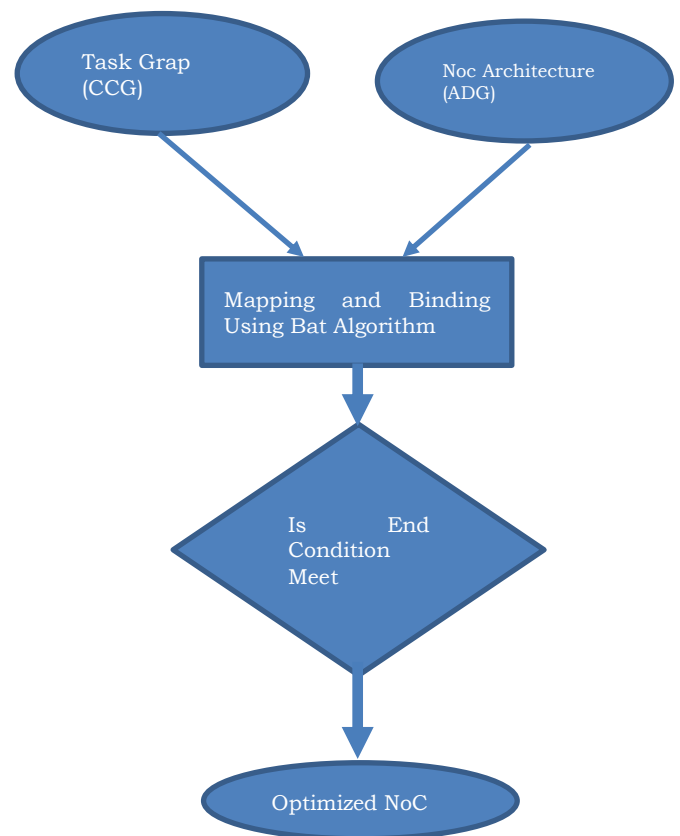 Task Grap
(CCG)
Noc Architecture
(ADG)
Mapping and Binding
Using Bat Algorithm
Is End
Condition
Meet
Optimized NoC